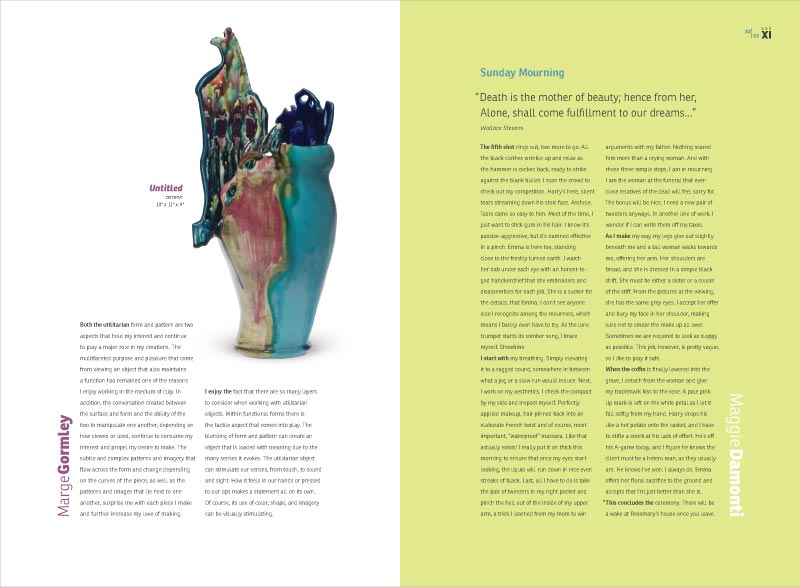 Untitled
ceramic
Marge Gormley
Both the utilitarian form and pattern are two
aspects that hold my interest and continue
to play a major role in my creations. The
multifaceted purpose and pleasure that come
from viewing an object that also maintains
a function has remained one of the reasons
I enjoy working in the medium of clay. In
addition, the conversation created between
the surface and form and the ability of the
two to manipulate one another, depending on
how viewed or used, continue to consume my
interest and propel my desire to make. The
subtle and complex patterns and imagery that
flow across the form and change depending
on the curves of the piece, as well as the
patterns and images that lie next to one
another, surprise me with each piece I make
and further increase my love of making.
I enjoy the fact that there are so many layers
to consider when working with utilitarian
objects. Within functional forms there is
the tactile aspect that comes into play. The
blending of form and pattern can create an
object that is loaded with meaning due to the
many senses it evokes. The utilitarian object
can stimulate our senses, from touch, to sound
and sight. How it feels in our hands or pressed
to our lips makes a statement all on its own.
Of course, its use of color, shape, and imagery
can be visually stimulating.
xi
Sunday Mourning
“Death is the mother of beauty; hence from her,
Alone, shall come fulfillment to our dreams...”
Wallace Stevens
The fifth shot rings out, two more to go. All
the black clothes wrinkle up and relax as
the hammer is cocked back, ready to strike
against the blank bullet. I scan the crowd to
check out my competition. Harry's here, silent
tears streaming down his stoic face. Asshole.
Tears came so easy to him. Most of the time, I
just want to stick gum in his hair. I know it's
passive-aggressive, but it's damned effective
in a pinch. Emma is here too, standing
close to the freshly turned earth. I watch
her dab under each eye with an honest-to-
god handkerchief that she embroiders and
disassembles for each job. She is a sucker for
the details, that Emma. I don't see anyone
else I recognize among the mourners, which
means I barely even have to try. As the lone
trumpet starts its somber song, I brace
myself. Showtime.
I start with my breathing. Simply elevating
it to a ragged sound, somewhere in between
what a jog or a slow run would induce. Next,
I work on my aesthetics. I check the compact
by my side and inspect myself. Perfectly
applied makeup, hair pinned back into an
elaborate French twist and of course, most
important, “waterproof” mascara. Like that
actually exists! I really put it on thick this
morning to ensure that once my eyes start
leaking, the liquid will run down in nice even
streaks of black. Last, all I have to do is take
the pair of tweezers in my right pocket and
pinch the hell out of the inside of my upper
arm, a trick I learned from my mom to win
arguments with my father. Nothing scared
him more than a crying woman. And with
those three simple steps, I am in mourning.
I am the woman at the funeral that even
close relatives of the dead will feel sorry for.
The bonus will be nice. I need a new pair of
tweezers anyways. In another line of work, I
wonder if I can write them off my taxes.
As I make my way, my legs give out slightly
beneath me and a tall woman walks towards
me, offering her arm. Her shoulders are
broad, and she is dressed in a simple black
shift. She must be either a sister or a cousin
of the stiff. From the pictures at the viewing,
she has the same grey eyes. I accept her offer
and bury my face in her shoulder, making
sure not to smear the make up all over.
Sometimes we are required to look as sloppy
as possible. This job, however, is pretty vague,
so I like to play it safe.
When the coffin is finally lowered into the
grave, I detach from the woman and give
my trademark kiss to the rose. A pale pink
lip mark is left on the white petal as I let it
fall softly from my hand. Harry drops his
like a hot potato onto the casket, and I have
to stifle a smirk at his lack of effort. He's off
his A-game today, and I figure he knows the
client must be a hetero man, as they usually
are. He knows I've won. I always do. Emma
offers her floral sacrifice to the ground and
accepts that I'm just better than she is.
“This concludes the ceremony. There will be
a wake at Rosemary's house once you leave.
Maggie Damonti